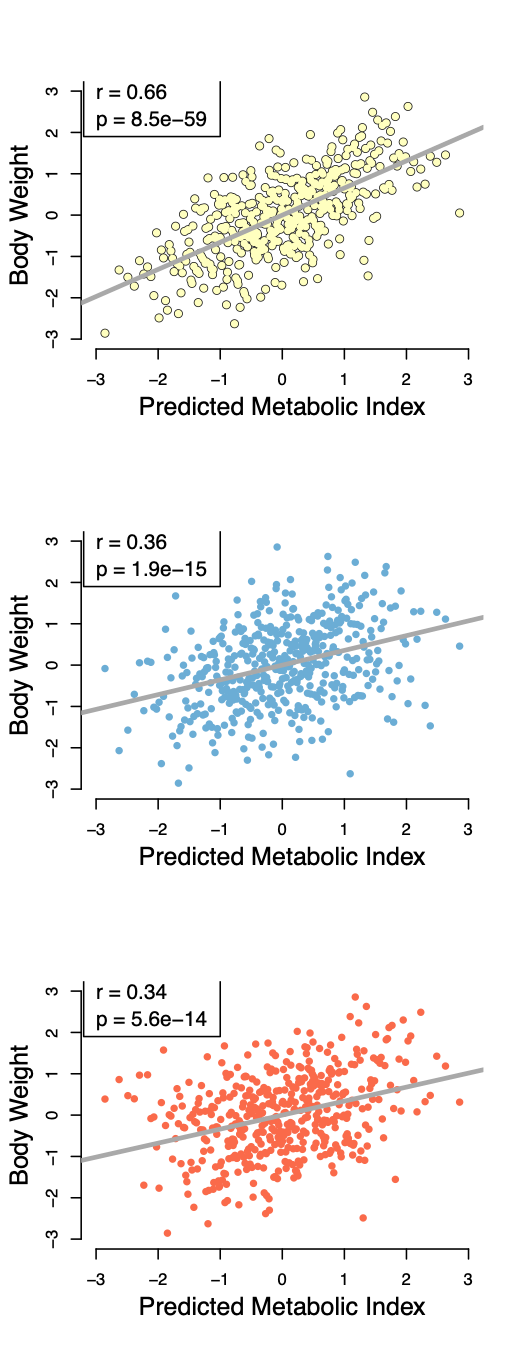 r = 0.66
p = 8.5e−59
Body Weight
3
2
1
0
−1
−2
−3
−3 −2 −1 0 1 2 3
Predicted Metabolic Index
r = 0.36
p = 1.9e−15
Body Weight
3
2
1
0
−1
−2
−3
−3 −2 −1 0 1 2 3
Predicted Metabolic Index
r = 0.34
p = 5.6e−14
Body Weight
3
2
1
0
−1
−2
−3
−3 −2 −1 0 1 2 3
Predicted Metabolic Index